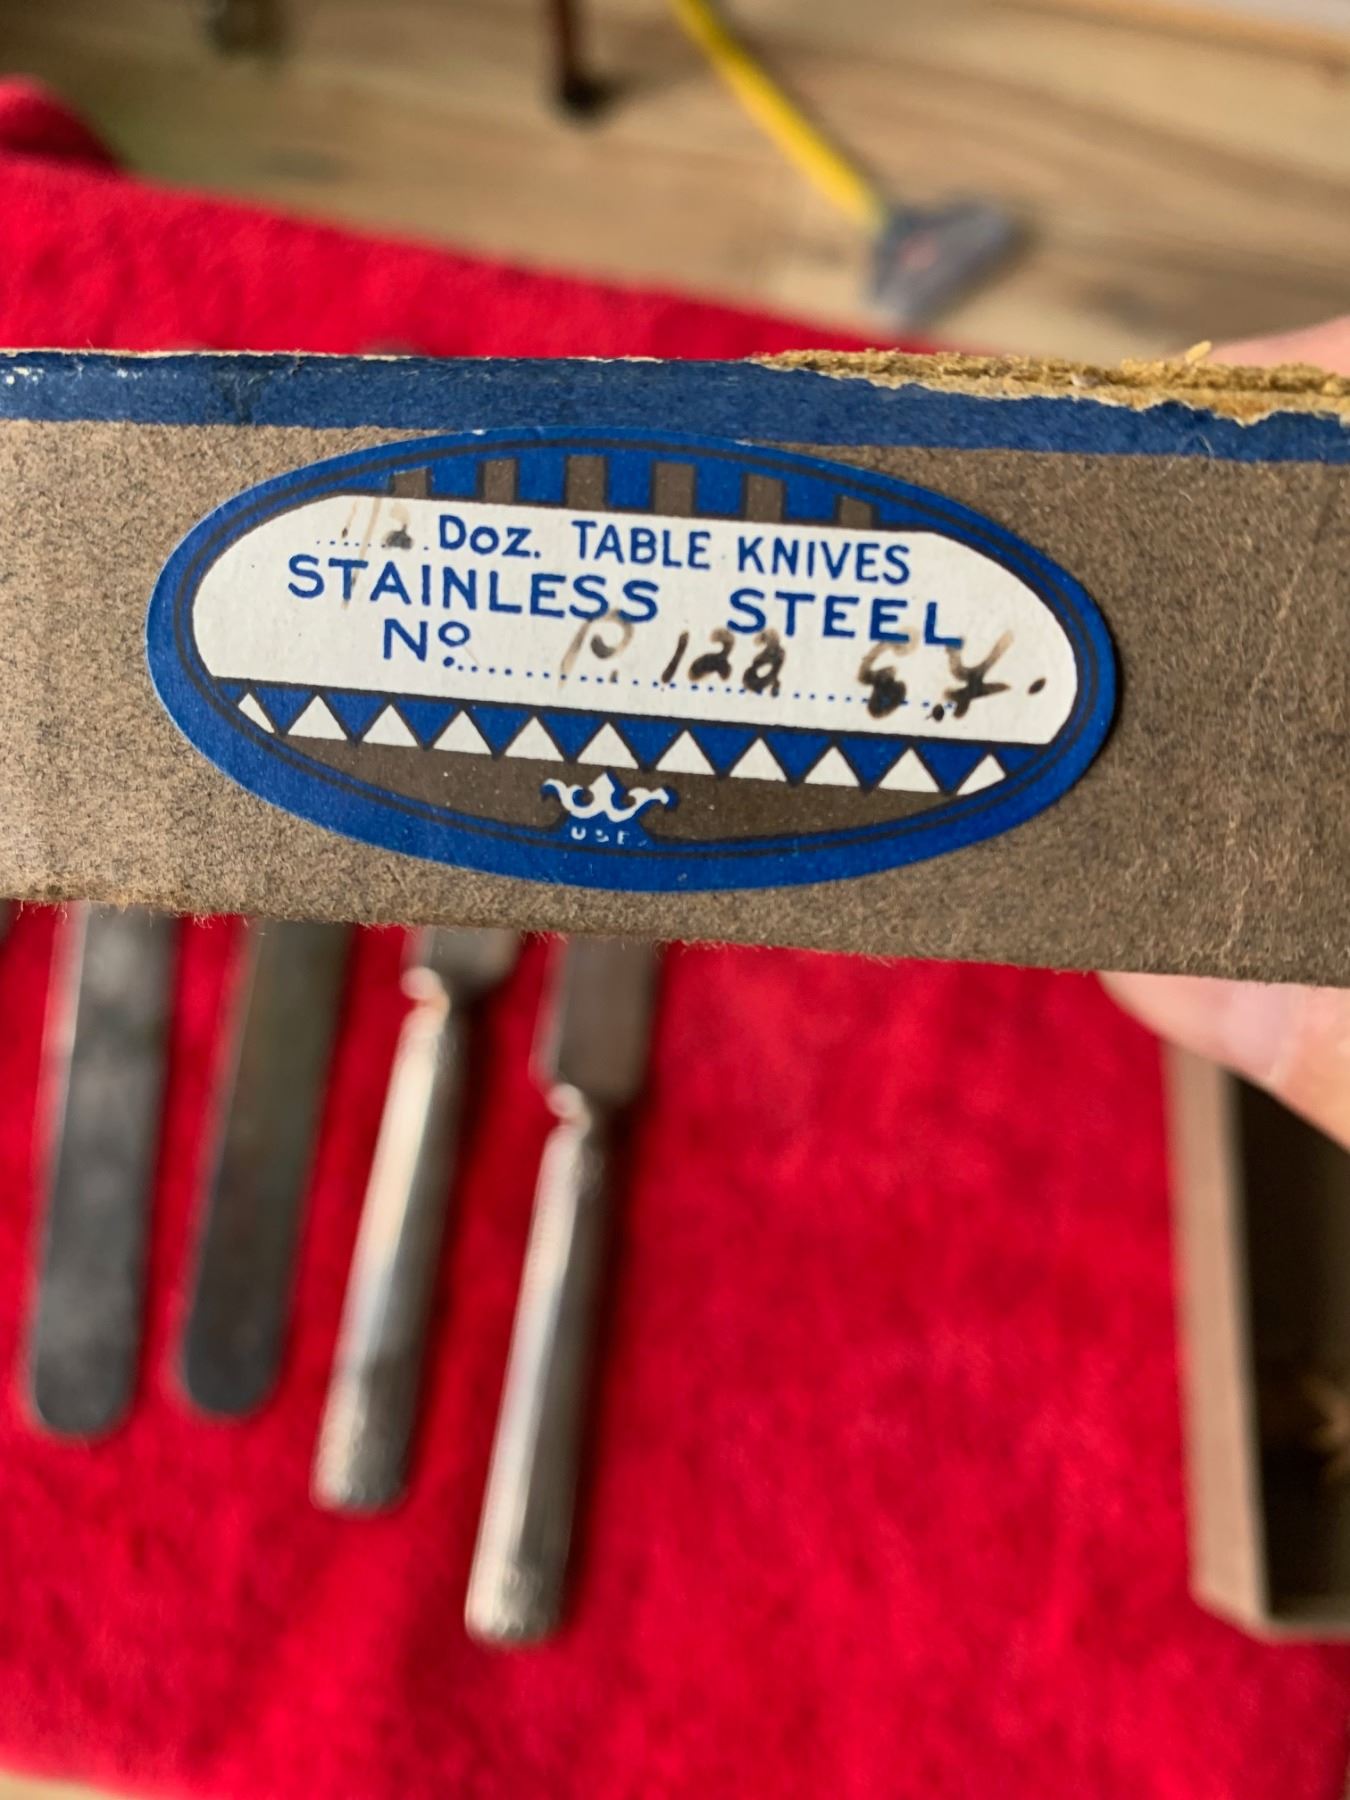 1/2 Doz. TABLE KNIVES
STAINLESS STEEL
Nº P. 122